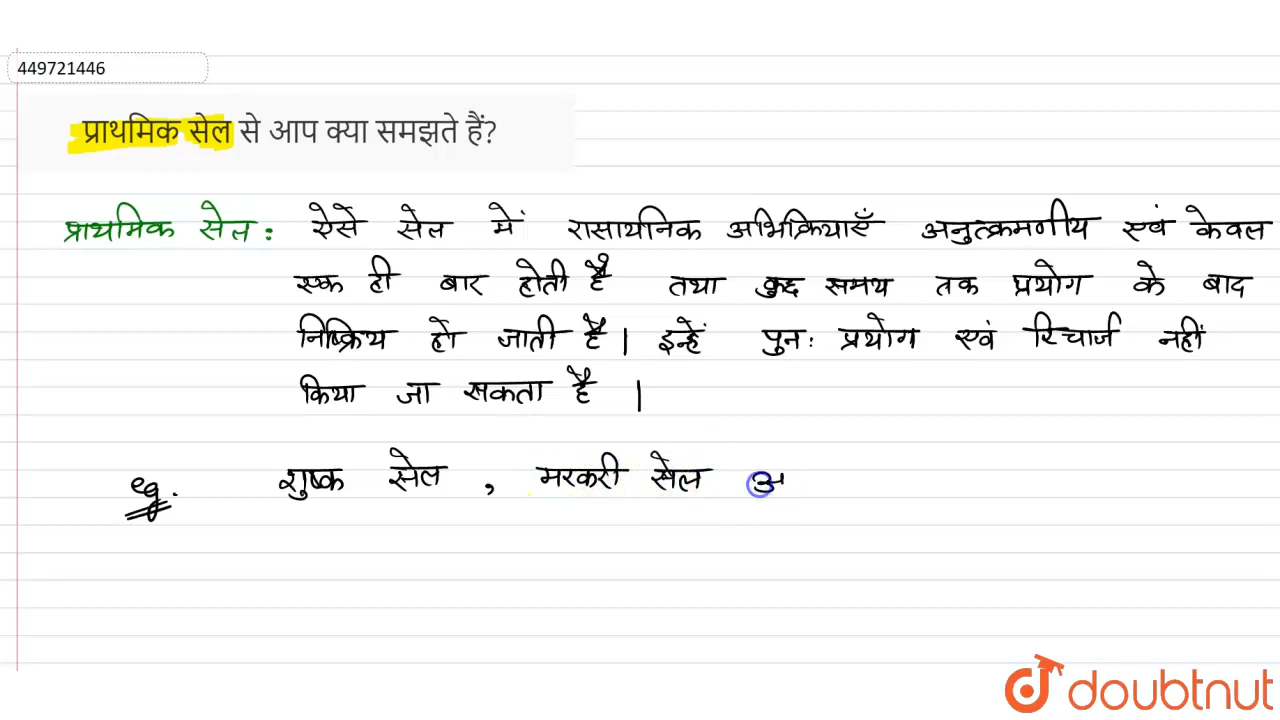 449721446
प्राथमिक सेल से आप क्या समझते हैं?
प्राथमिक सेल : ऐसे सेल में रासायनिक अभिक्रियाएँ अनुत्क्रमणीय एवं केवल
एक ही बार होती है तथा कुछ समय तक प्रयोग के बाद
निष्क्रिय हो जाती है | इन्हें पुनः प्रयोग एवं रिचार्ज नहीं
किया जा सकता है |
eg. शुष्क सेल , मरकरी सेल
doubtnut